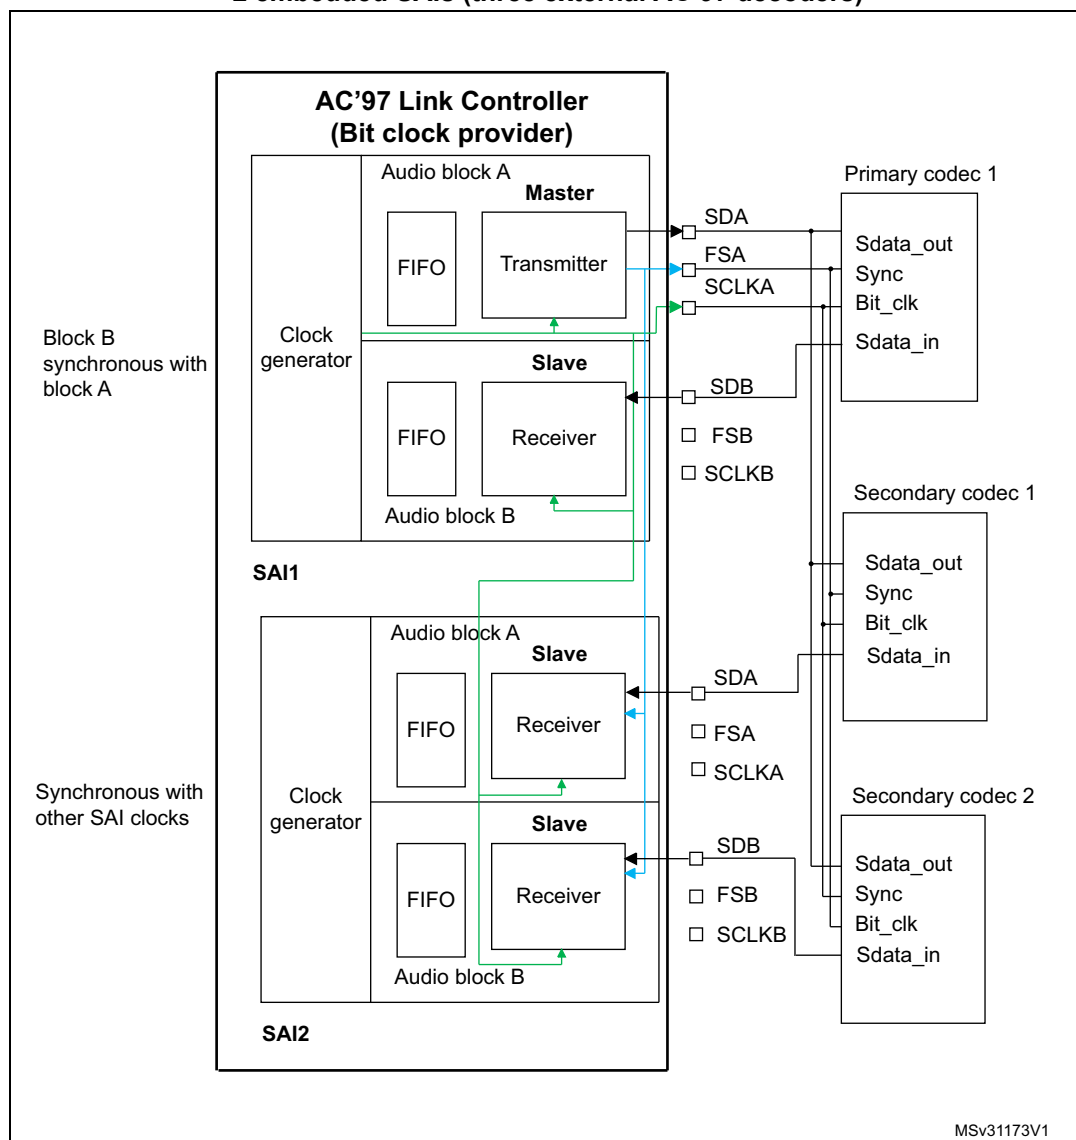 AC’97 Link Controller
(Bit clock provider)
Audio block A
Master
Primary codec 1
SDA
FIFO
Transmitter
Sdata_out
FSA
Sync
SCLKA
Bit_clk
Block B
synchronous with
block A
Clock
generator
Sdata_in
Slave
SDB
FIFO
Receiver
FSB
SCLKB
Audio block B
Secondary codec 1
SAI1
Sdata_out
Sync
Bit_clk
Sdata_in
Audio block A
Slave
SDA
FIFO
Receiver
FSA
SCLKA
Synchronous with
other SAI clocks
Clock
generator
Secondary codec 2
Slave
SDB
FIFO
Receiver
Sdata_out
FSB
Sync
Bit_clk
SCLKB
Sdata_in
Audio block B
SAI2
MSv31173V1